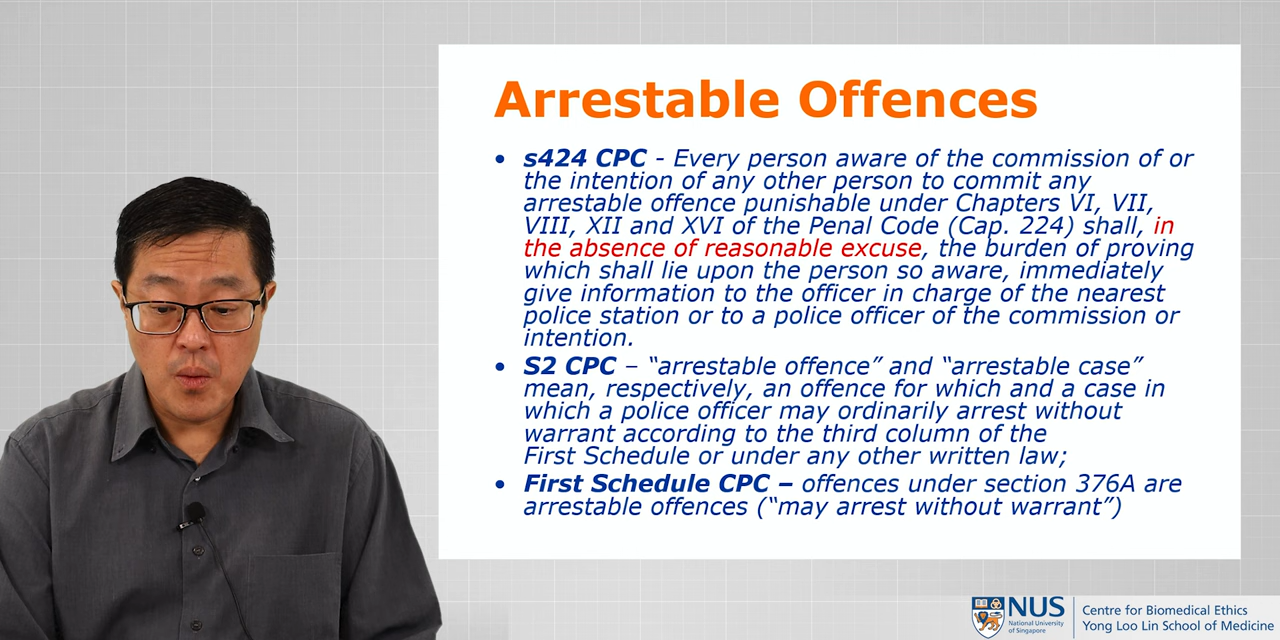 Arrestable Offences
• s424 CPC - Every person aware of the commission of or
the intention of any other person to commit any
arrestable offence punishable under Chapters VI, VII,
VIII, XII and XVI of the Penal Code (Cap. 224) shall, in
the absence of reasonable excuse, the burden of proving
which shall lie upon the person so aware, immediately
give information to the officer in charge of the nearest
police station or to a police officer of the commission or
intention.
• S2 CPC – “arrestable offence” and “arrestable case”
mean, respectively, an offence for which and a case in
which a police officer may ordinarily arrest without
warrant according to the third column of the
First Schedule or under any other written law;
• First Schedule CPC – offences under section 376A are
arrestable offences (“may arrest without warrant”)
NUS
National University
of Singapore
Centre for Biomedical Ethics
Yong Loo Lin School of Medicine